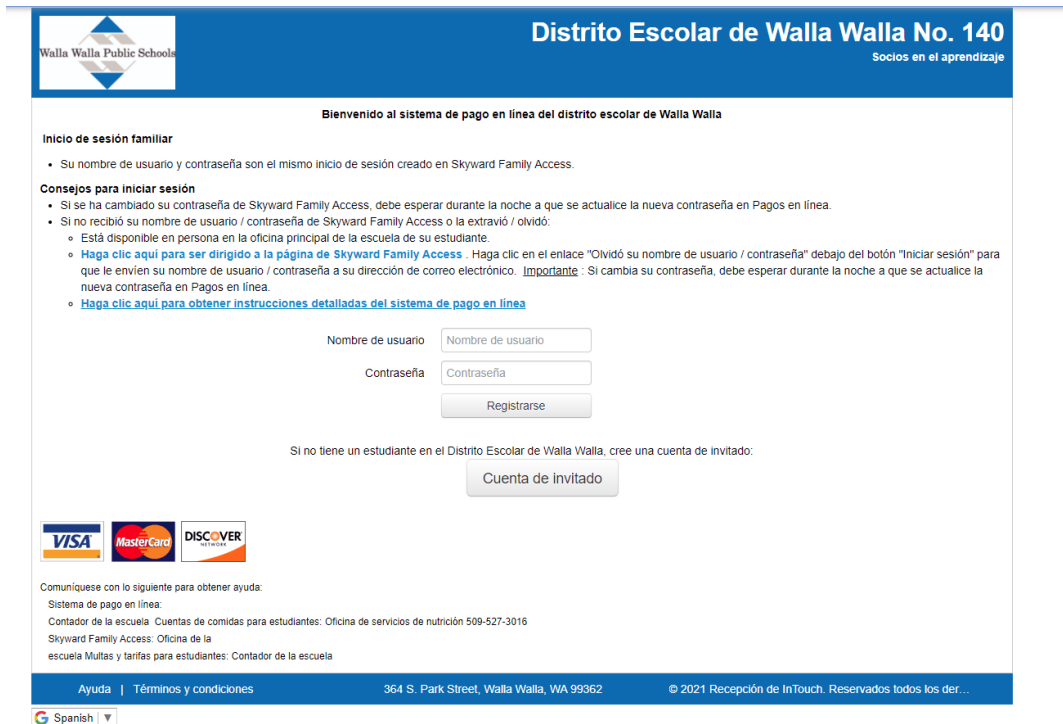 Walla Walla Public Schools
Distrito Escolar de Walla Walla No. 140
Socios en el aprendizaje
Bienvenido al sistema de pago en línea del distrito escolar de Walla Walla
Inicio de sesión familiar
• Su nombre de usuario y contraseña son el mismo inicio de sesión creado en Skyward Family Access.
Consejos para iniciar sesión
• Si se ha cambiado su contraseña de Skyward Family Access, debe esperar durante la noche a que se actualice la nueva contraseña en Pagos en línea.
• Si no recibió su nombre de usuario / contraseña de Skyward Family Access o la extravió / olvidó:
Está disponible en persona en la oficina principal de la escuela de su estudiante.
Haga clic aquí para ser dirigido a la página de Skyward Family Access . Haga clic en el enlace "Olvidó su nombre de usuario / contraseña" debajo del botón "Iniciar sesión" para
que le envíen su nombre de usuario / contraseña a su dirección de correo electrónico. Importante : Si cambia su contraseña, debe esperar durante la noche a que se actualice la
nueva contraseña en Pagos en línea.
Haga clic aquí para obtener instrucciones detalladas del sistema de pago en línea
Nombre de usuario Nombre de usuario
Contraseña Contraseña
Registrarse
Si no tiene un estudiante en el Distrito Escolar de Walla Walla, cree una cuenta de invitado:
Cuenta de invitado
VISA MasterCard DISCOVER
NETWORK
Comuníquese con lo siguiente para obtener ayuda:
Sistema de pago en línea:
Contador de la escuela Cuentas de comidas para estudiantes: Oficina de servicios de nutrición 509-527-3016
Skyward Family Access: Oficina de la
escuela Multas y tarifas para estudiantes: Contador de la escuela
Ayuda | Términos y condiciones 364 S. Park Street, Walla Walla, WA 99362 © 2021 Recepción de InTouch. Reservados todos los der...
G Spanish | ▼